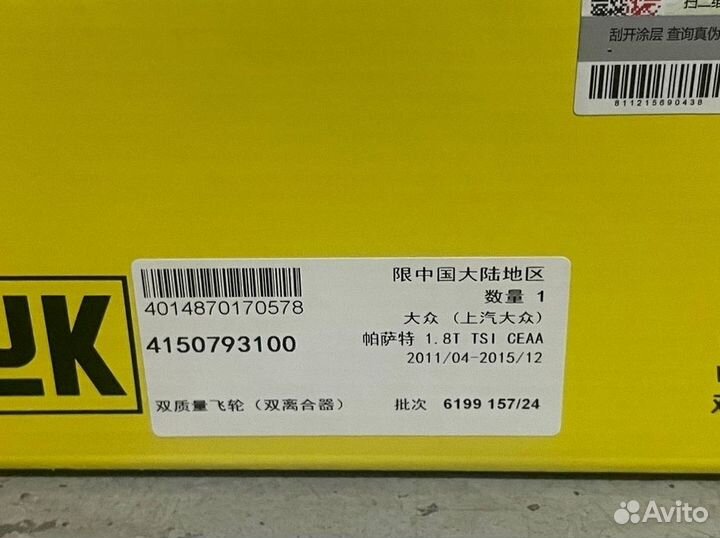 刮开涂层 查询真伪
811215690438
限中国大陆地区
4014870170578
数量 1
大众 (上汽大众)
4150793100
帕萨特 1.8T TSI CEAA
2011/04-2015/12
双质量飞轮(双离合器)
批次 6199 157/24
UK
Avito